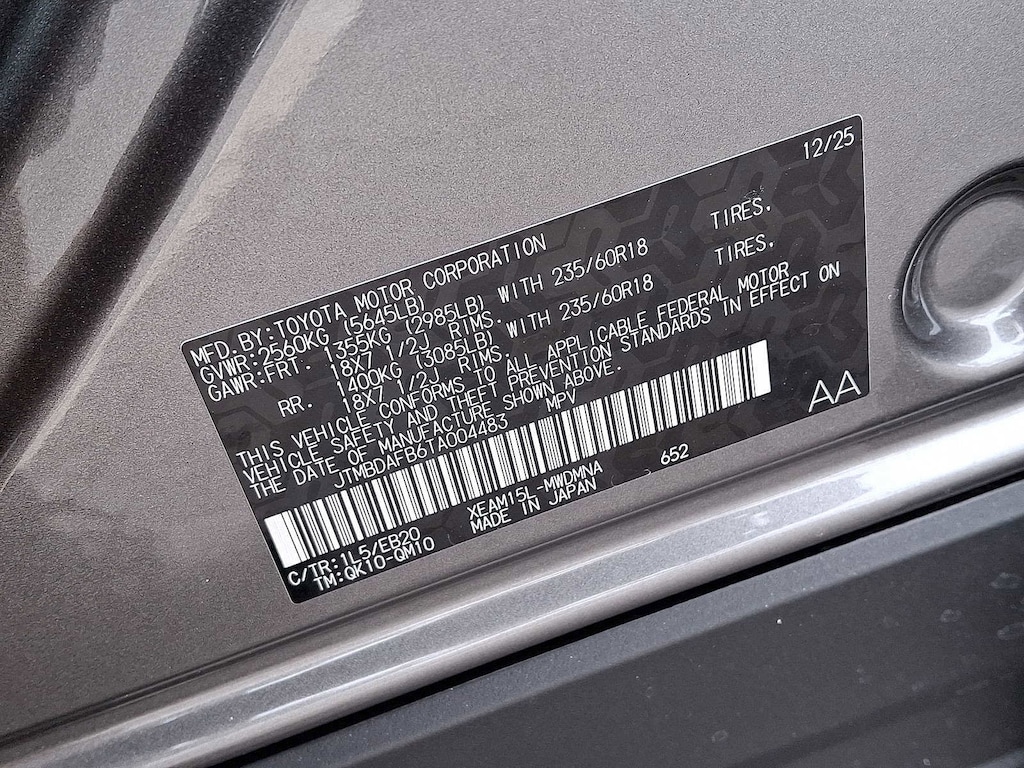 12/25
MFD.BY:TOYOTA MOTOR CORPORATION
GVWR:2560KG (5645LB)
GAWR:FRT. 1355KG (2985LB) WITH 235/60R18 TIRES,
18X7 1/2J RIMS.
RR. 1400KG (3085LB) WITH 235/60R18 TIRES,
18X7 1/2J RIMS.
THIS VEHICLE CONFORMS TO ALL APPLICABLE FEDERAL MOTOR
VEHICLE SAFETY AND THEFT PREVENTION STANDARDS IN EFFECT ON
THE DATE OF MANUFACTURE SHOWN ABOVE.
JTMBDAFB6TA004483 MPV
AA
C/TR:1L5/EB20 XEAM15L-MWDMNA 652
TM:QK10-QM10 MADE IN JAPAN